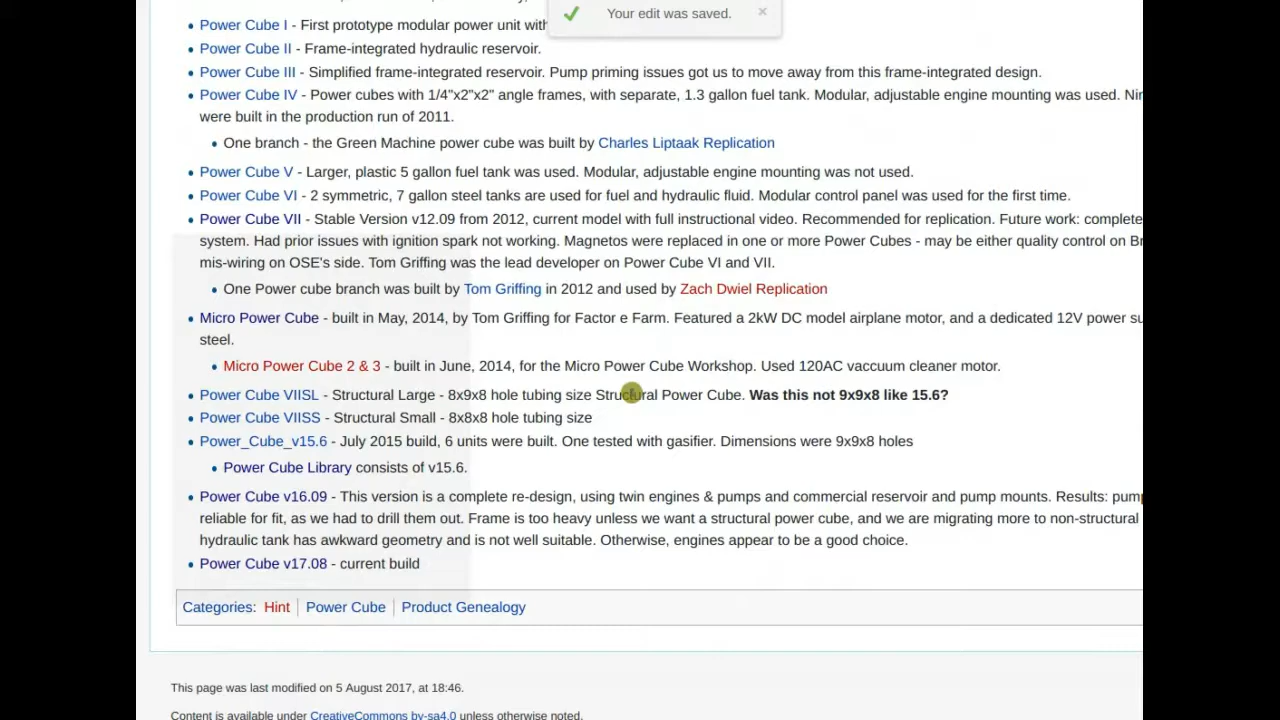 Your edit was saved. ×
• Power Cube I - First prototype modular power unit with
• Power Cube II - Frame-integrated hydraulic reservoir.
• Power Cube III - Simplified frame-integrated reservoir. Pump priming issues got us to move away from this frame-integrated design.
• Power Cube IV - Power cubes with 1/4"x2"x2" angle frames, with separate, 1.3 gallon fuel tank. Modular, adjustable engine mounting was used.
were built in the production run of 2011.
• One branch - the Green Machine power cube was built by Charles Liptaak Replication
• Power Cube V - Larger, plastic 5 gallon fuel tank was used. Modular, adjustable engine mounting was not used.
• Power Cube VI - 2 symmetric, 7 gallon steel tanks are used for fuel and hydraulic fluid. Modular control panel was used for the first time.
• Power Cube VII - Stable Version v12.09 from 2012, current model with full instructional video. Recommended for replication. Future work: complete
system. Had prior issues with ignition spark not working. Magnetos were replaced in one or more Power Cubes - may be either quality control on
mis-wiring on OSE's side. Tom Griffing was the lead developer on Power Cube VI and VII.
• One Power cube branch was built by Tom Griffing in 2012 and used by Zach Dwiel Replication
• Micro Power Cube - built in May, 2014, by Tom Griffing for Factor e Farm. Featured a 2kW DC model airplane motor, and a dedicated 12V power
steel.
• Micro Power Cube 2 & 3 - built in June, 2014, for the Micro Power Cube Workshop. Used 120AC vaccuum cleaner motor.
• Power Cube VIISL - Structural Large - 8x9x8 hole tubing size Structural Power Cube. Was this not 9x9x8 like 15.6?
• Power Cube VIISS - Structural Small - 8x8x8 hole tubing size
• Power_Cube_v15.6 - July 2015 build, 6 units were built. One tested with gasifier. Dimensions were 9x9x8 holes
• Power Cube Library consists of v15.6.
• Power Cube v16.09 - This version is a complete re-design, using twin engines & pumps and commercial reservoir and pump mounts. Results:
reliable for fit, as we had to drill them out. Frame is too heavy unless we want a structural power cube, and we are migrating more to non-structural
hydraulic tank has awkward geometry and is not well suitable. Otherwise, engines appear to be a good choice.
• Power Cube v17.08 - current build
Categories: Hint | Power Cube | Product Genealogy
This page was last modified on 5 August 2017, at 18:46.
Content is available under CreativeCommons by-sa4.0 unless otherwise noted.